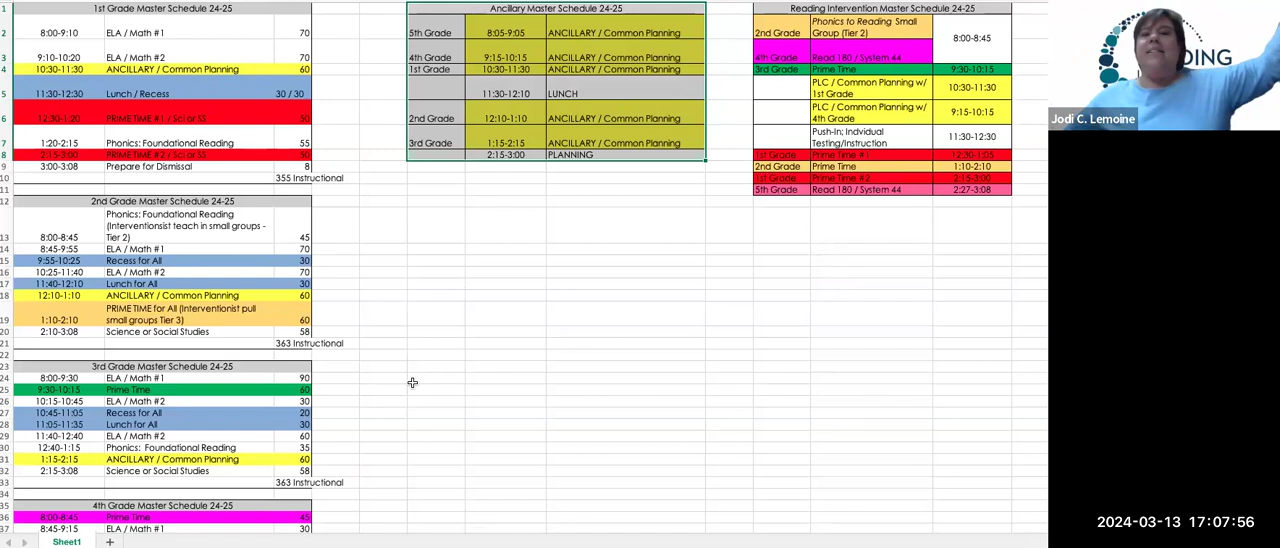 1st Grade Master Schedule 24-25
8:00-9:10 ELA / Math #1 70
9:10-10:20 ELA / Math #2 70
10:30-11:30 ANCILLARY / Common Planning 60
11:30-12:30 Lunch / Recess 30 / 30
12:30-1:20 PRIME TIME #1 / Sci or SS 50
1:20-2:15 Phonics: Foundational Reading 55
2:15-3:00 PRIME TIME #2 / Sci or SS 50
3:00-3:08 Prepare for Dismissal 8
355 Instructional
2nd Grade Master Schedule 24-25
Phonics: Foundational Reading
(Interventionist teach in small groups -
8:00-8:45 Tier 2) 45
8:45-9:55 ELA / Math #1 70
9:55-10:25 Recess for All 30
10:25-11:40 ELA / Math #2 70
11:40-12:10 Lunch for All 30
12:10-1:10 ANCILLARY / Common Planning 60
PRIME TIME for All (Interventionist pull
1:10-2:10 small groups Tier 3) 60
2:10-3:08 Science or Social Studies 58
363 Instructional
3rd Grade Master Schedule 24-25
8:00-9:30 ELA / Math #1 90
9:30-10:15 Prime Time 60
10:15-10:45 ELA / Math #2 30
10:45-11:05 Recess for All 20
11:05-11:35 Lunch for All 30
11:40-12:40 ELA / Math #2 60
12:40-1:15 Phonics: Foundational Reading 35
1:15-2:15 ANCILLARY / Common Planning 60
2:15-3:08 Science or Social Studies 58
363 Instructional
4th Grade Master Schedule 24-25
8:00-8:45 Prime Time 45
8:45-9:15 ELA / Math #1 30
Ancillary Master Schedule 24-25
5th Grade 8:05-9:05 ANCILLARY / Common Planning
4th Grade 9:15-10:15 ANCILLARY / Common Planning
1st Grade 10:30-11:30 ANCILLARY / Common Planning
11:30-12:10 LUNCH
2nd Grade 12:10-1:10 ANCILLARY / Common Planning
3rd Grade 1:15-2:15 ANCILLARY / Common Planning
2:15-3:00 PLANNING
Reading Intervention Master Schedule 24-25
Phonics to Reading Small
2nd Grade Group (Tier 2) 8:00-8:45
4th Grade Read 180 / System 44
3rd Grade Prime Time 9:30-10:15
PLC / Common Planning w/
1st Grade 10:30-11:30
PLC / Common Planning w/
4th Grade 9:15-10:15
Push-In; Indvidual
Testing/Instruction 11:30-12:30
1st Grade Prime Time #1 12:30-1:05
2nd Grade Prime Time 1:10-2:10
1st Grade Prime Time #2 2:15-3:00
5th Grade Read 180 / System 44 2:27-3:08
Jodi C. Lemoine
2024-03-13 17:07:56
Sheet1